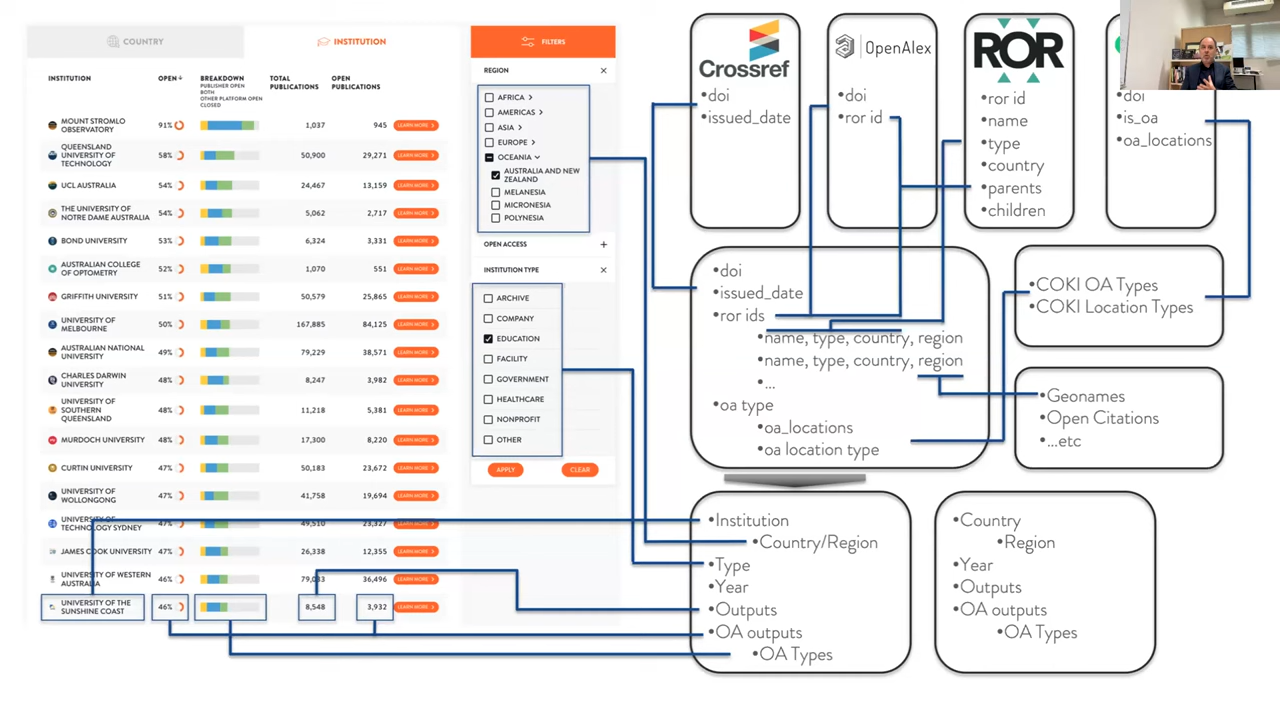 COUNTRY
INSTITUTION
INSTITUTION
OPEN↓
BREAKDOWN
PUBLISHER OPEN
BOTH
OTHER PLATFORM OPEN
CLOSED
TOTAL
PUBLICATIONS
OPEN
PUBLICATIONS
MOUNT STROMLO
OBSERVATORY
91%
1,037
945
LEARN MORE >
QUEENSLAND
UNIVERSITY OF
TECHNOLOGY
58%
50,900
29,271
LEARN MORE >
UCL AUSTRALIA
54%
24,467
13,159
LEARN MORE >
THE UNIVERSITY OF
NOTRE DAME AUSTRALIA
54%
5,062
2,717
LEARN MORE >
BOND UNIVERSITY
53%
6,324
3,331
LEARN MORE >
AUSTRALIAN COLLEGE
OF OPTOMETRY
52%
1,070
551
LEARN MORE >
GRIFFITH UNIVERSITY
51%
50,579
25,865
LEARN MORE >
UNIVERSITY OF
MELBOURNE
50%
167,885
84,125
LEARN MORE >
AUSTRALIAN NATIONAL
UNIVERSITY
49%
79,229
38,571
LEARN MORE >
CHARLES DARWIN
UNIVERSITY
48%
8,247
3,982
LEARN MORE >
UNIVERSITY OF
SOUTHERN
QUEENSLAND
48%
11,218
5,381
LEARN MORE >
MURDOCH UNIVERSITY
48%
17,300
8,220
LEARN MORE >
CURTIN UNIVERSITY
47%
50,183
23,672
LEARN MORE >
UNIVERSITY OF
WOLLONGONG
47%
41,758
19,694
LEARN MORE >
UNIVERSITY OF
TECHNOLOGY SYDNEY
47%
49,510
23,327
LEARN MORE >
JAMES COOK UNIVERSITY
47%
26,338
12,355
LEARN MORE >
UNIVERSITY OF WESTERN
AUSTRALIA
46%
79,033
36,496
LEARN MORE >
UNIVERSITY OF THE
SUNSHINE COAST
46%
8,548
3,932
LEARN MORE >
FILTERS
REGION
AFRICA >
AMERICAS >
ASIA >
EUROPE >
OCEANIA
AUSTRALIA AND NEW
ZEALAND
MELANESIA
MICRONESIA
POLYNESIA
OPEN ACCESS +
INSTITUTION TYPE
ARCHIVE
COMPANY
EDUCATION
FACILITY
GOVERNMENT
HEALTHCARE
NONPROFIT
OTHER
APPLY
CLEAR
Crossref
•doi
•issued_date
OpenAlex
•doi
•ror id
ROR
•ror id
•name
•type
•country
•parents
•children
•doi
•is_oa
•oa_locations
•doi
•issued_date
•ror ids
•name, type, country, region
•name, type, country, region
•...
•oa type
•oa_locations
•oa location type
•COKI OA Types
•COKI Location Types
•Geonames
•Open Citations
•...etc
•Institution
•Country/Region
•Type
•Year
•Outputs
•OA outputs
•OA Types
•Country
•Region
•Year
•Outputs
•OA outputs
•OA Types